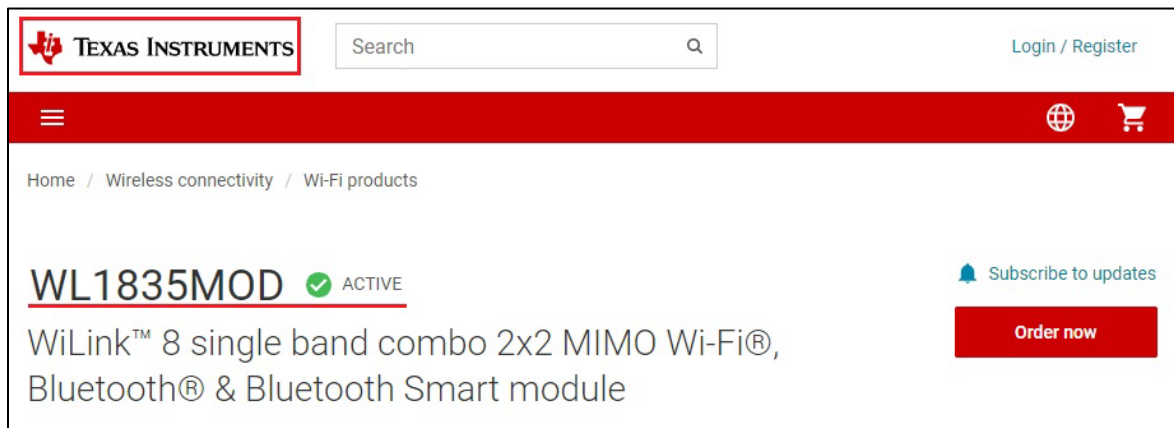 TEXAS INSTRUMENTS
Search
Login / Register
Home / Wireless connectivity / Wi-Fi products
WL1835MOD ACTIVE
Subscribe to updates
WiLink™ 8 single band combo 2x2 MIMO Wi-Fi®,
Order now
Bluetooth® & Bluetooth Smart module